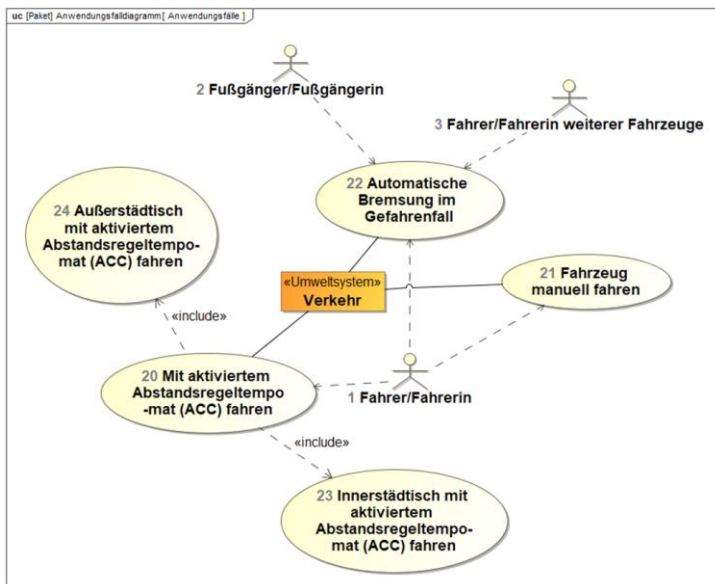 uc [Paket] Anwendungsfalldiagramm[ Anwendungsfälle ]
2 Fußgänger/Fußgängerin
3 Fahrer/Fahrerin weiterer Fahrzeuge
22 Automatische
Bremsung im
Gefahrenfall
24 Außerstädtisch
mit aktiviertem
Abstandsregeltempo-
mat (ACC) fahren
«Umweltsystem»
Verkehr
21 Fahrzeug
manuell fahren
«include»
20 Mit aktiviertem
Abstandsregeltempo
-mat (ACC) fahren
1 Fahrer/Fahrerin
«include»
23 Innerstädtisch mit
aktiviertem
Abstandsregeltempo-
mat (ACC) fahren